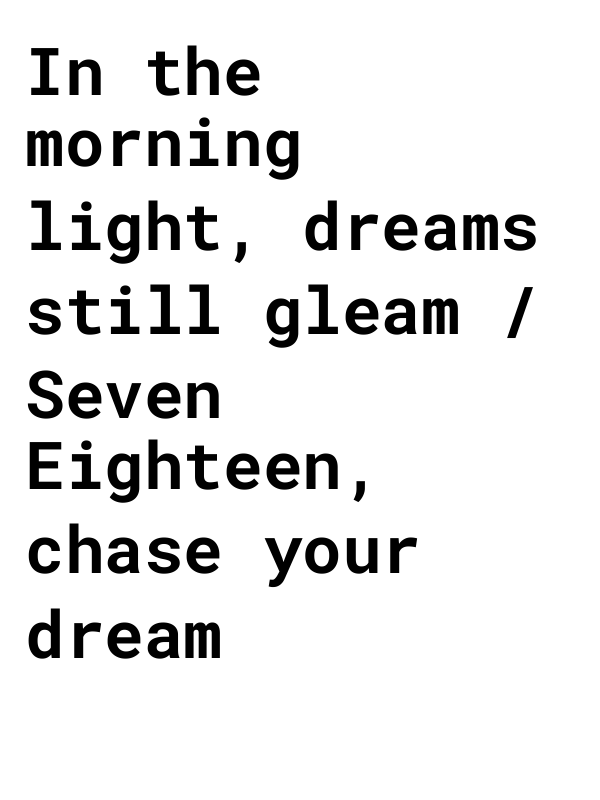 In the
morning
light, dreams
still gleam /
Seven
Eighteen,
chase your
dream